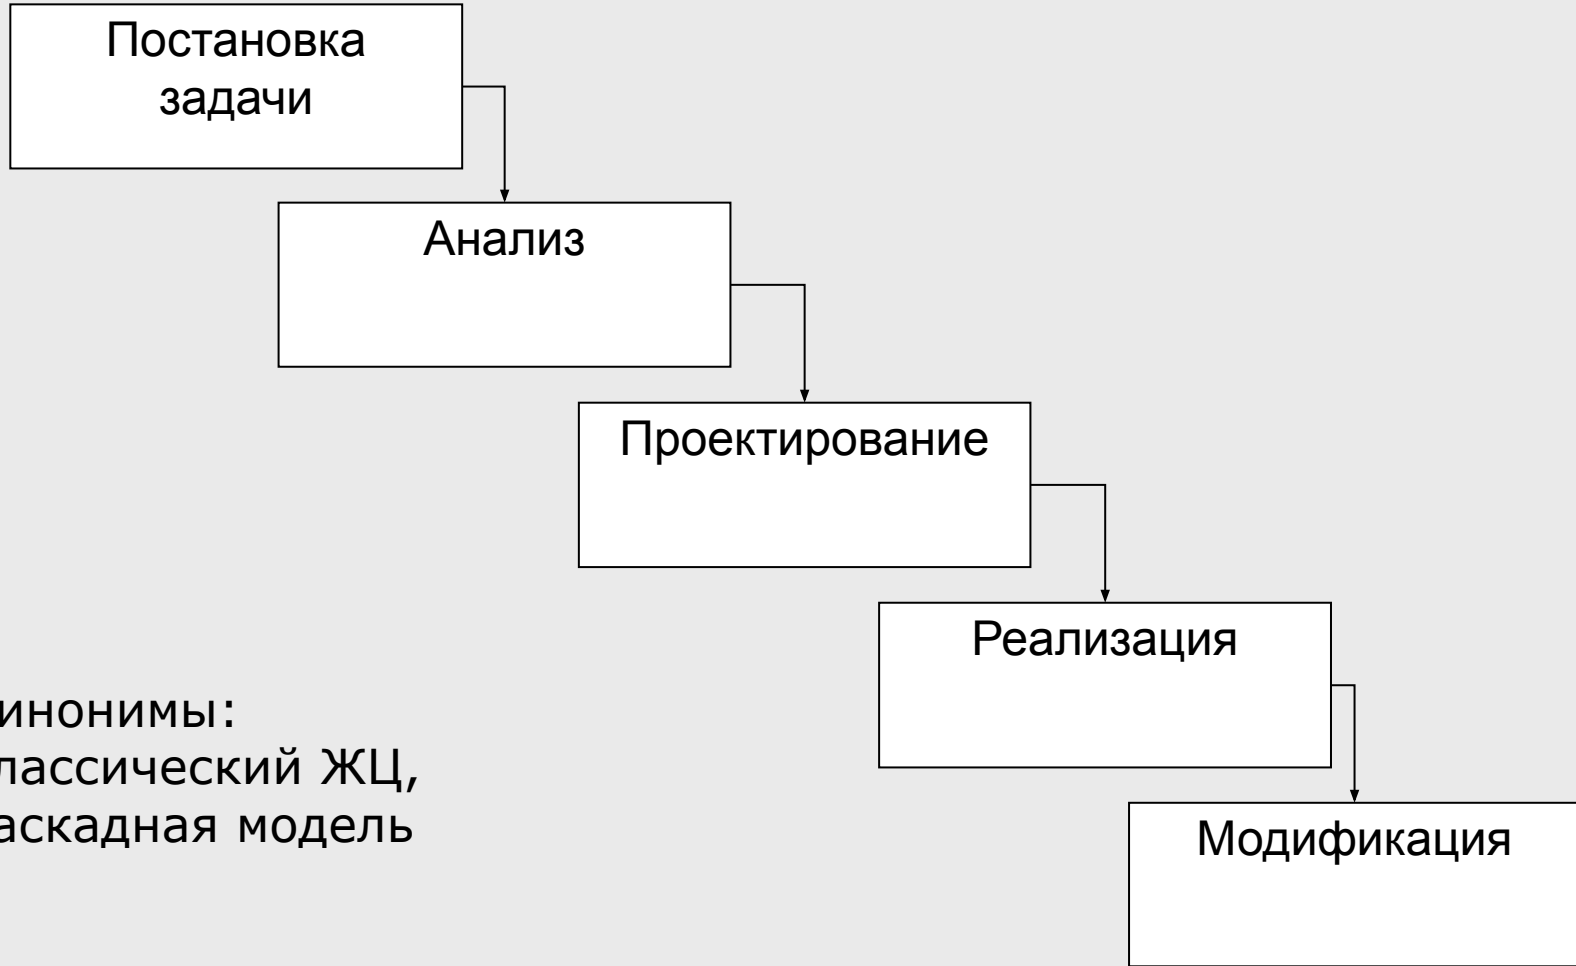 Постановка
задачи
Анализ
Проектирование
Реализация
инонимы:
лассический ЖЦ,
аскадная модель
Модификация